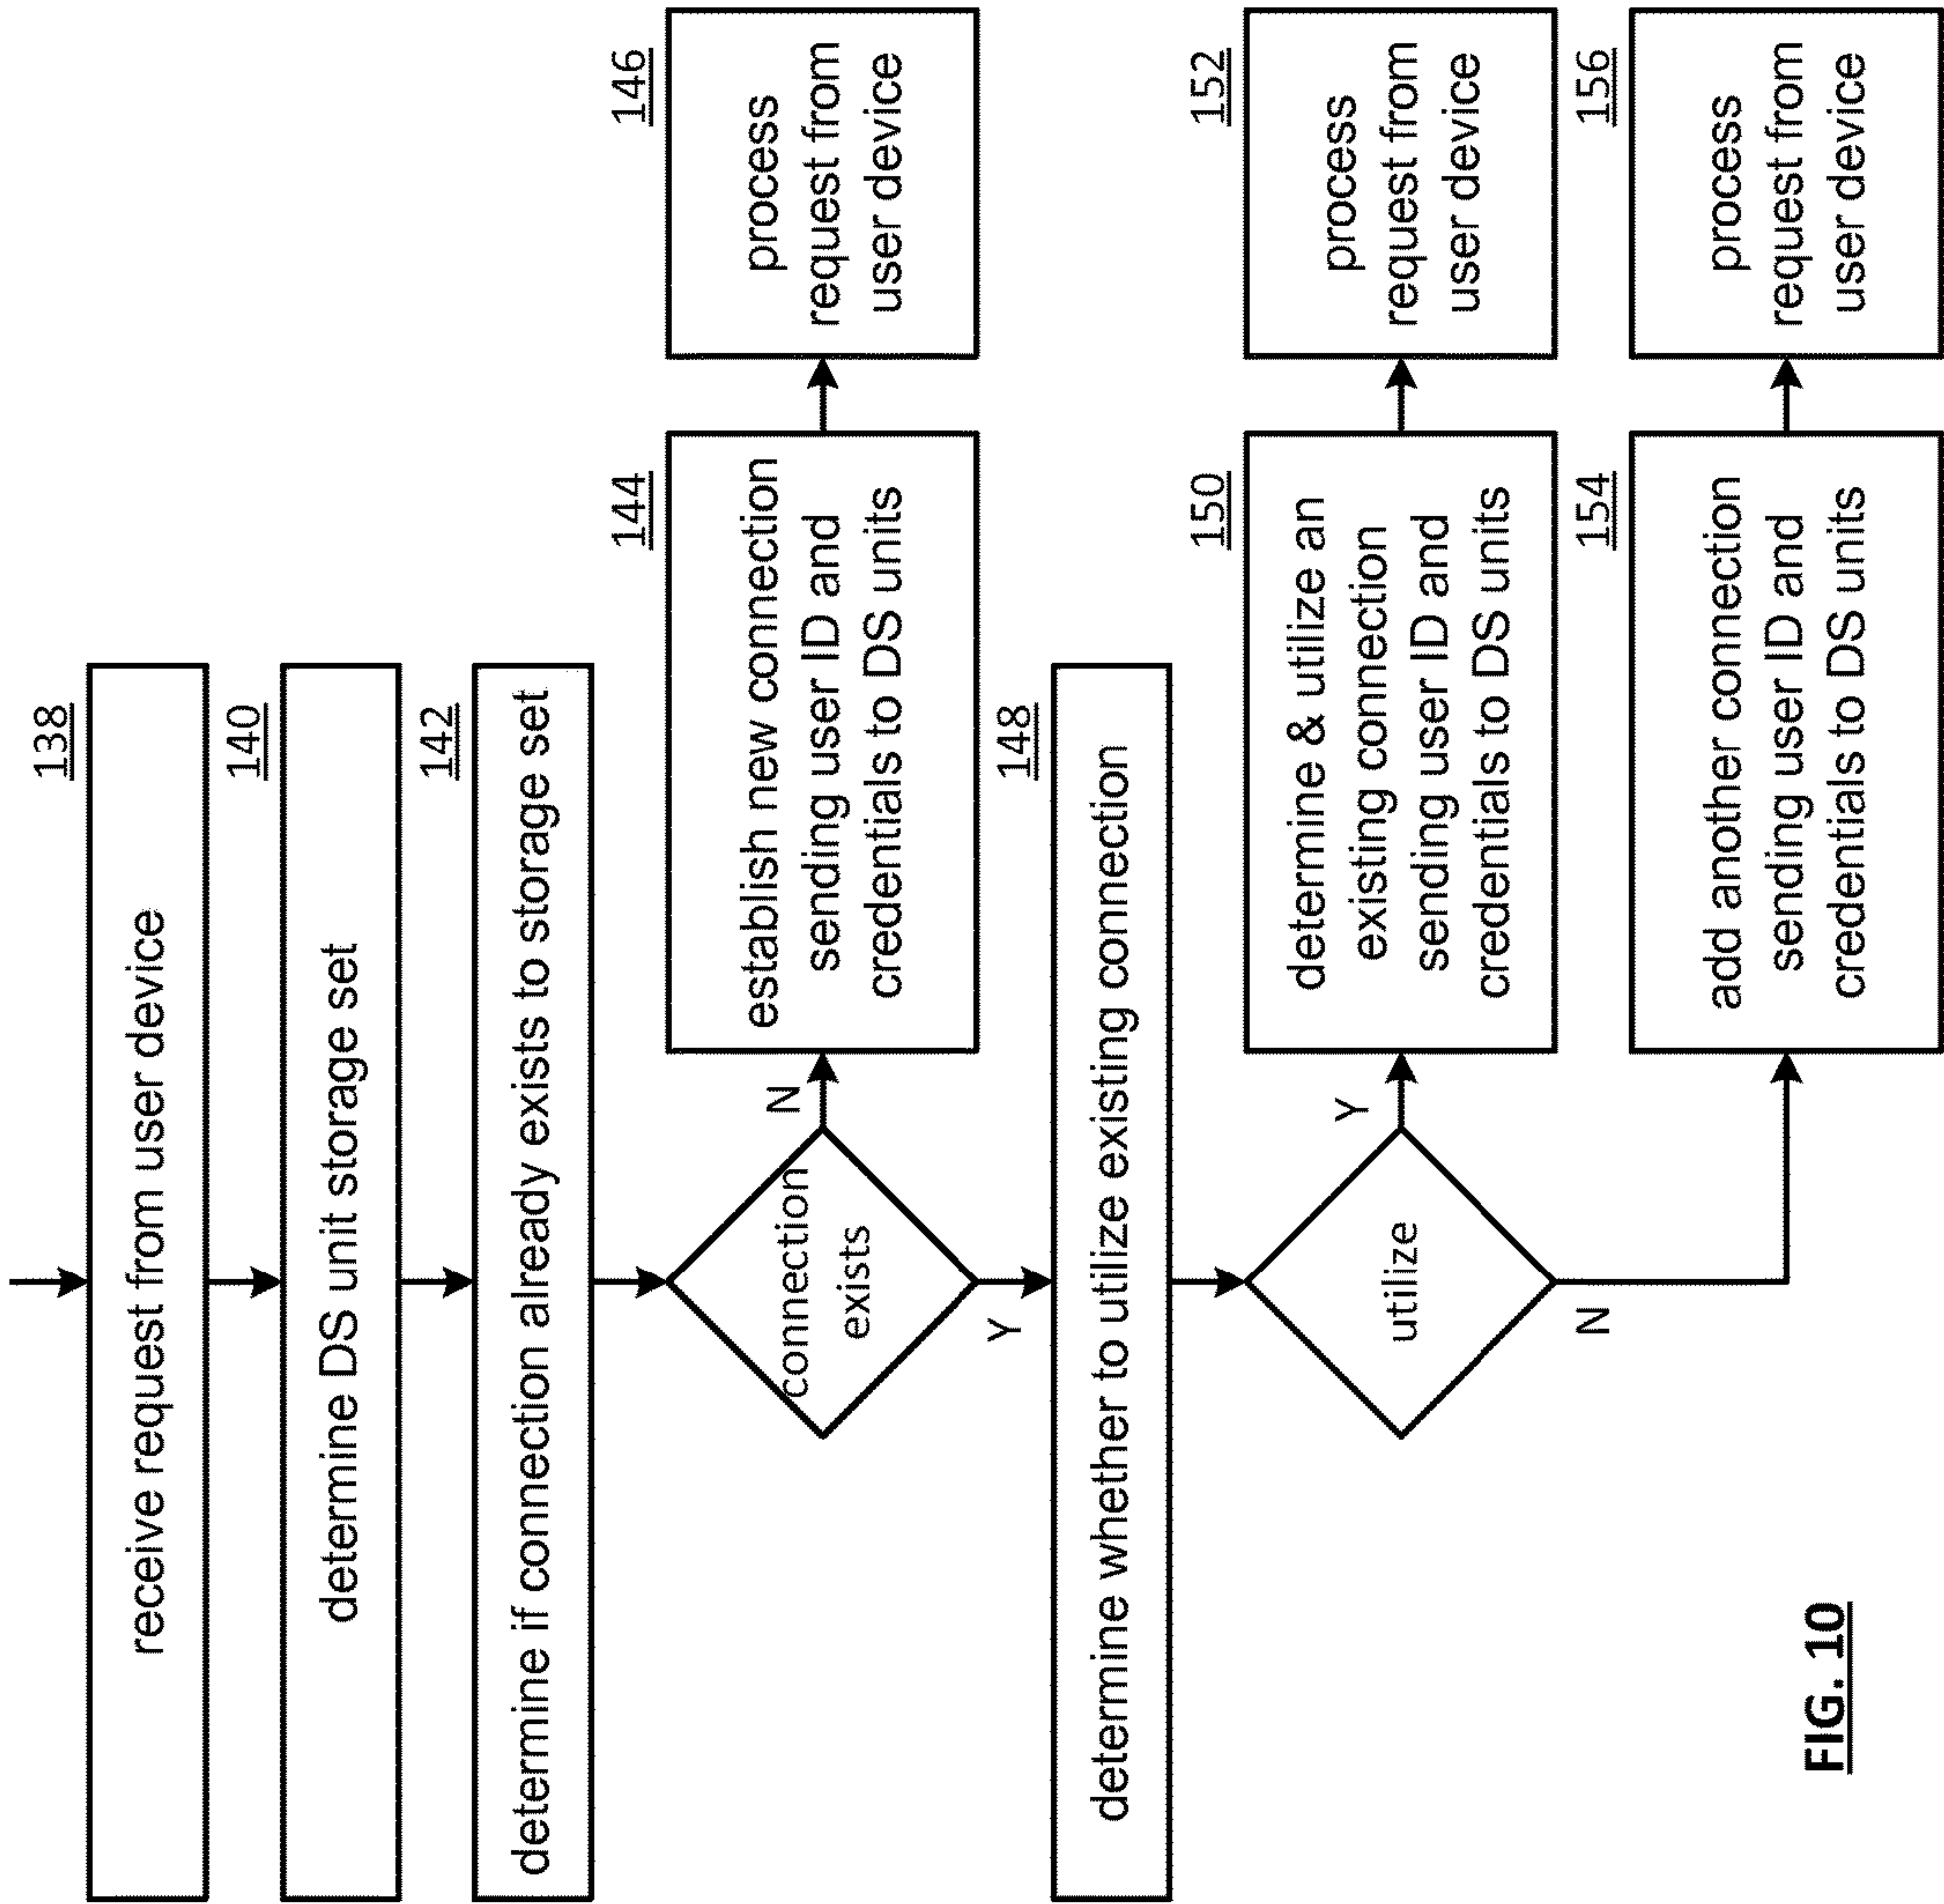 138
receive request from user device
140
determine DS unit storage set
142
determine if connection already exists to storage set
connection
exists
N
Y
144
establish new connection
sending user ID and
credentials to DS units
146
process
request from
user device
148
determine whether to utilize existing connection
utilize
Y
N
150
determine & utilize an
existing connection
sending user ID and
credentials to DS units
152
process
request from
user device
154
add another connection
sending user ID and
credentials to DS units
156
process
request from
user device
FIG. 10